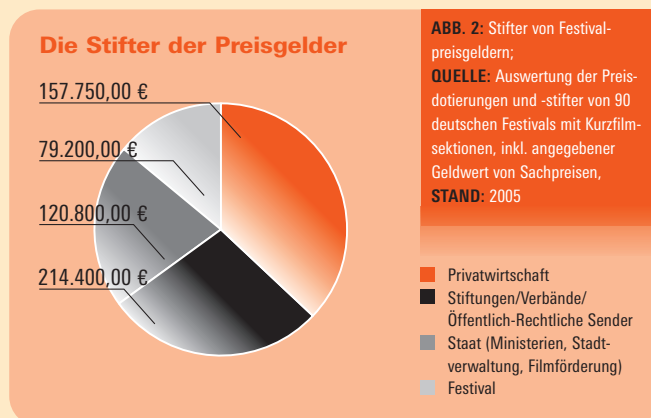 Die Stifter der Preisgelder
157.750,00 €
79.200,00 €
120.800,00 €
214.400,00 €
ABB. 2: Stifter von Festival-
preisgeldern;
QUELLE: Auswertung der Preis-
dotierungen und -stifter von 90
deutschen Festivals mit Kurzfilm-
sektionen, inkl. angegebener
Geldwert von Sachpreisen,
STAND: 2005
Privatwirtschaft
Stiftungen/Verbände/
Öffentlich-Rechtliche Sender
Staat (Ministerien, Stadt-
verwaltung, Filmförderung)
Festival